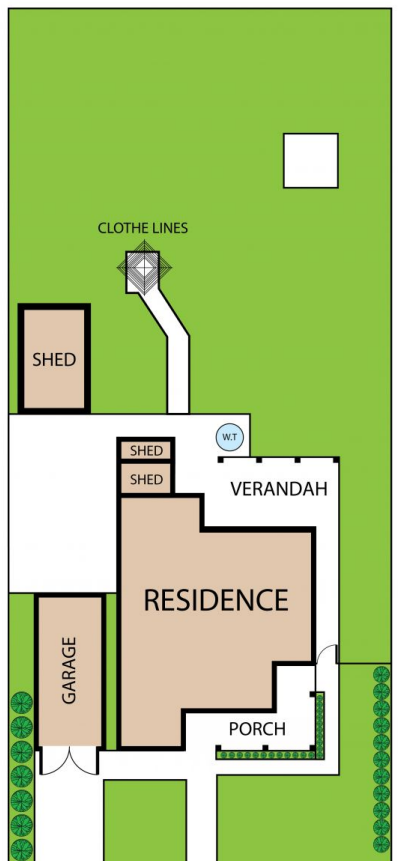 CLOTHE LINES
SHED
W.T
SHED
SHED
VERANDAH
RESIDENCE
GARAGE
PORCH